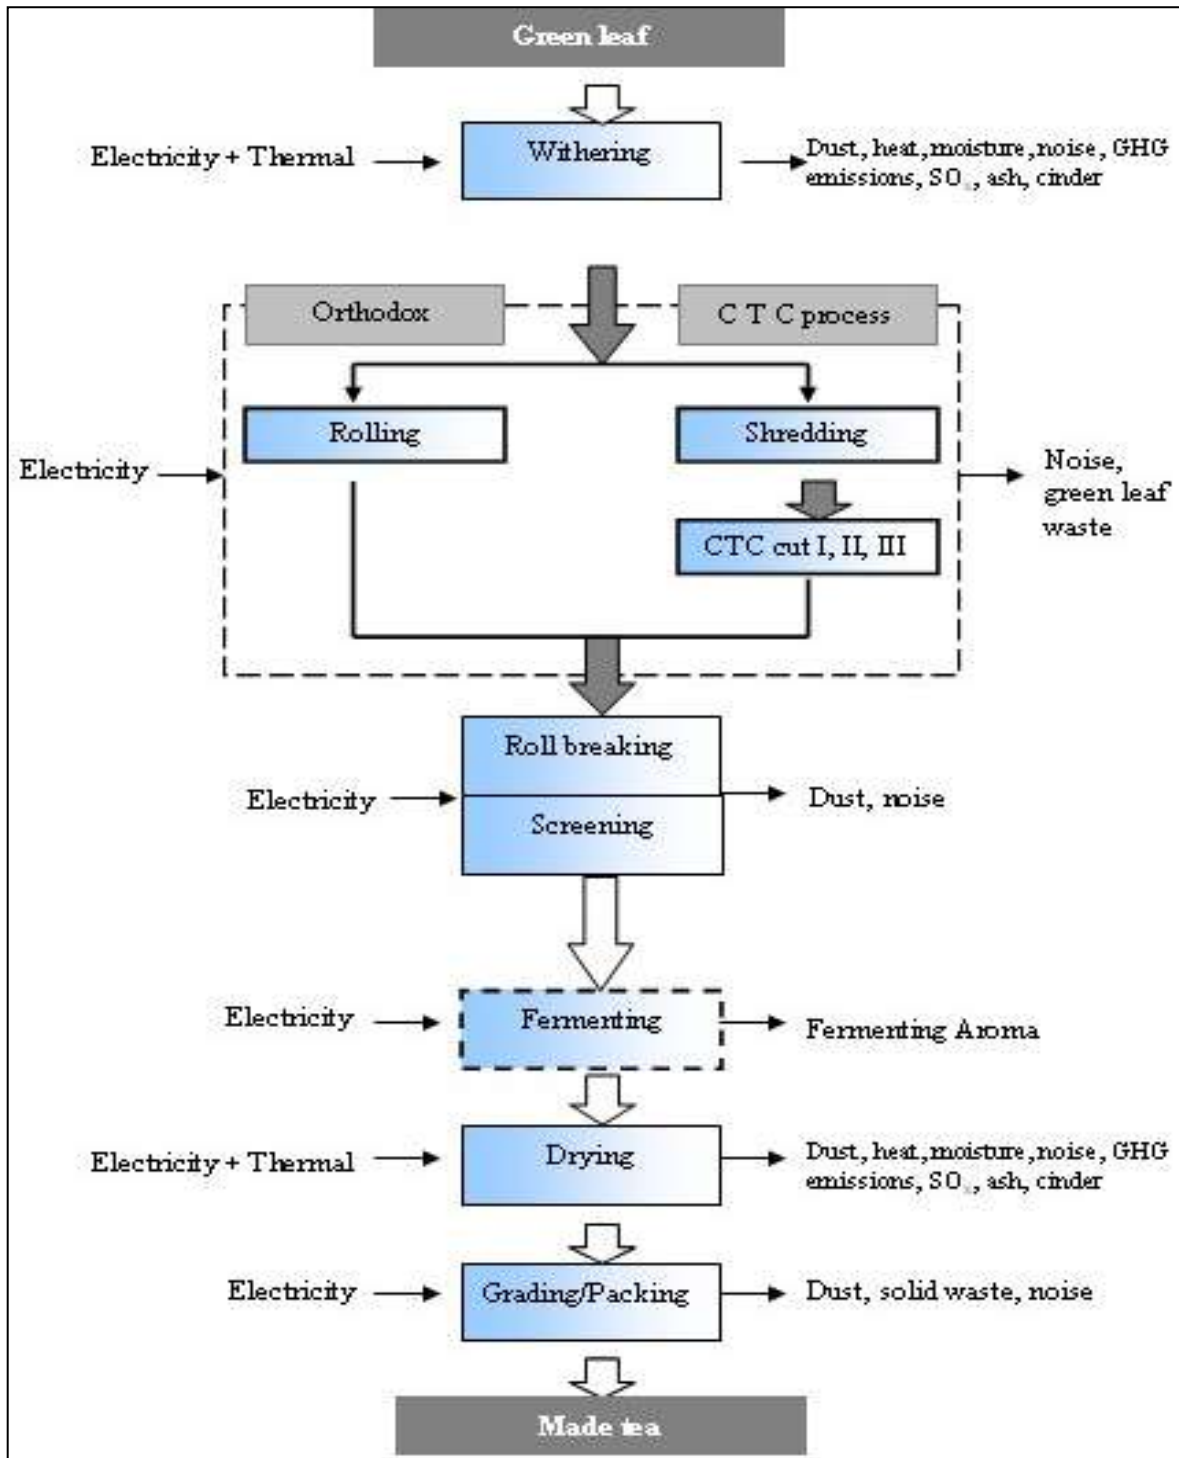 Green leaf
Electricity + Thermal
Withering
Dust, heat, moisture, noise, GHG
emissions, SOₓ, ash, cinder
Orthodox
C T C process
Rolling
Shredding
Electricity
CTC cut I, II, III
Noise,
green leaf
waste
Roll breaking
Electricity
Screening
Dust, noise
Electricity
Fermenting
Fermenting Aroma
Electricity + Thermal
Drying
Dust, heat, moisture, noise, GHG
emissions, SOₓ, ash, cinder
Electricity
Grading/Packing
Dust, solid waste, noise
Made tea